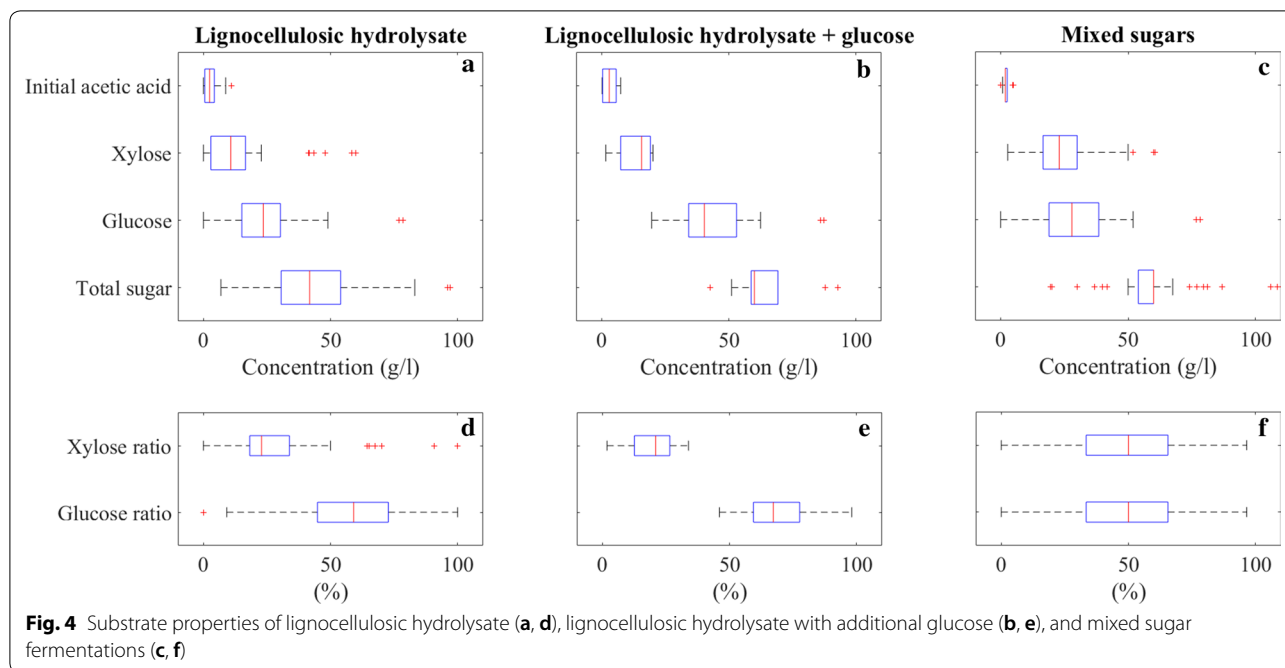 Lignocellulosic hydrolysate
Lignocellulosic hydrolysate + glucose
Mixed sugars
a
b
c
Initial acetic acid
Xylose
Glucose
Total sugar
0 50 100
0 50 100
0 50 100
Concentration (g/l)
Concentration (g/l)
Concentration (g/l)
d
e
f
Xylose ratio
Glucose ratio
0 50 100
0 50 100
0 50 100
(%)
(%)
(%)
Fig. 4 Substrate properties of lignocellulosic hydrolysate (a, d), lignocellulosic hydrolysate with additional glucose (b, e), and mixed sugar
fermentations (c, f)